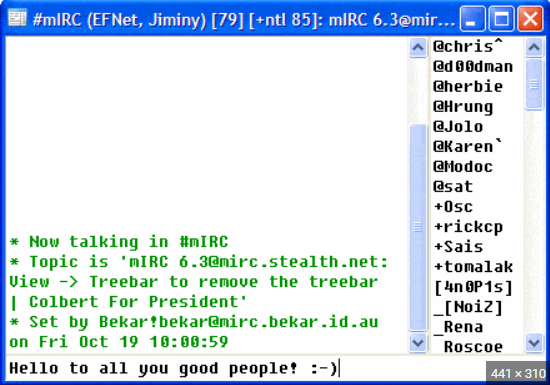 #mIRC (EFNet, Jiminy) [79] [+ntl 85]: mIRC 6.3@mir...
* Now talking in #mIRC
* Topic is 'mIRC 6.3@mirc.stealth.net:
View -> Treebar to remove the treebar
| Colbert For President'
* Set by Bekar!bekar@mirc.bekar.id.au
on Fri Oct 19 10:00:59
@chris^
@d00dman
@herbie
@Hrung
@Jolo
@Karen`
@Modoc
@sat
+Osc
+rickcp
+Sais
+tomalak
[4n0P1s]
_[NoiZ]
_Rena
_Roscoe
Hello to all you good people! :-)
441 × 310